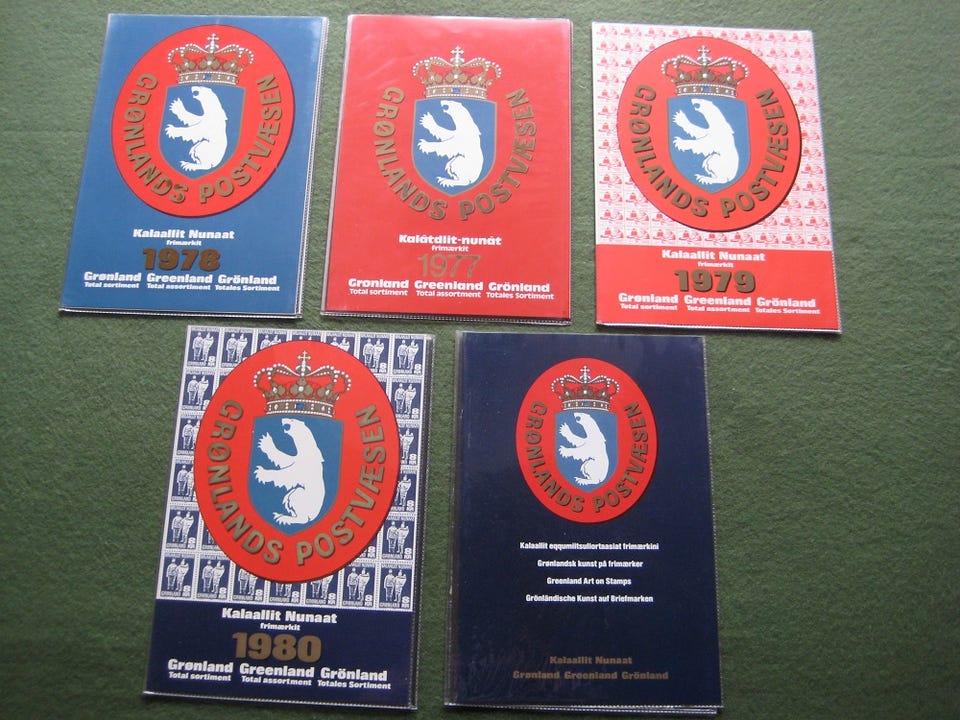 GRØNLANDS POSTVÆSEN
Kalaallit Nunaat
frimærkit
1978
Grønland Greenland Grönland
Total sortiment Total assortiment Totales Sortiment
GRØNLANDS POSTVÆSEN
Kalâtdlit-nunât
frimærkit
1977
Grønland Greenland Grönland
Total sortiment Total assortment Totales Sortiment
GRØNLANDS POSTVÆSEN
Kalaallit Nunaat
frimærkit
1979
Grønland Greenland Grönland
Total sortiment Total assortment Totales Sortiment
GRØNLANDS POSTVÆSEN
Kalaallit Nunaat
frimærkit
1980
Grønland Greenland Grönland
Total sortiment Total assortment Totales Sortiment
GRØNLANDS POSTVÆSEN
Kalaallit eqqumiitsuliortaasiat frimærkini
Grønlandsk kunst på frimærker
Greenland Art on Stamps
Grönländische Kunst auf Briefmarken
Kalaallit Nunaat
Grønland Greenland Grönland